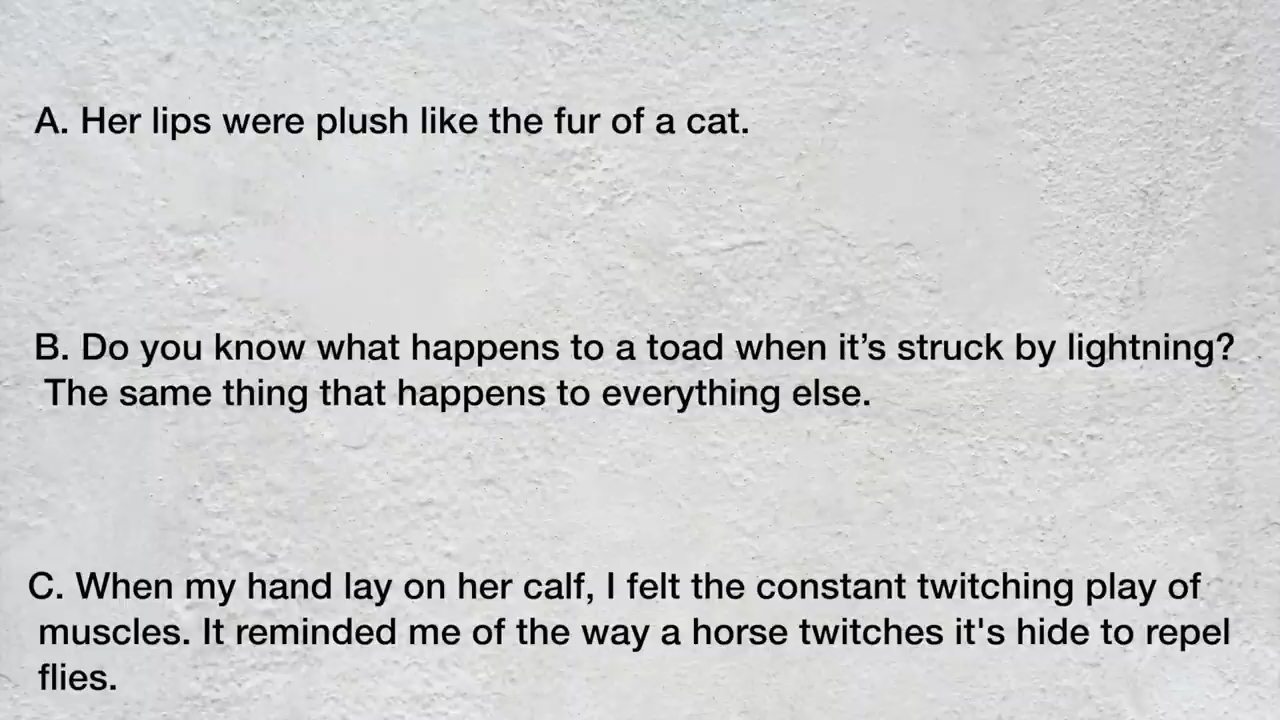 A. Her lips were plush like the fur of a cat.
B. Do you know what happens to a toad when it’s struck by lightning?
The same thing that happens to everything else.
C. When my hand lay on her calf, I felt the constant twitching play of
muscles. It reminded me of the way a horse twitches it's hide to repel
flies.